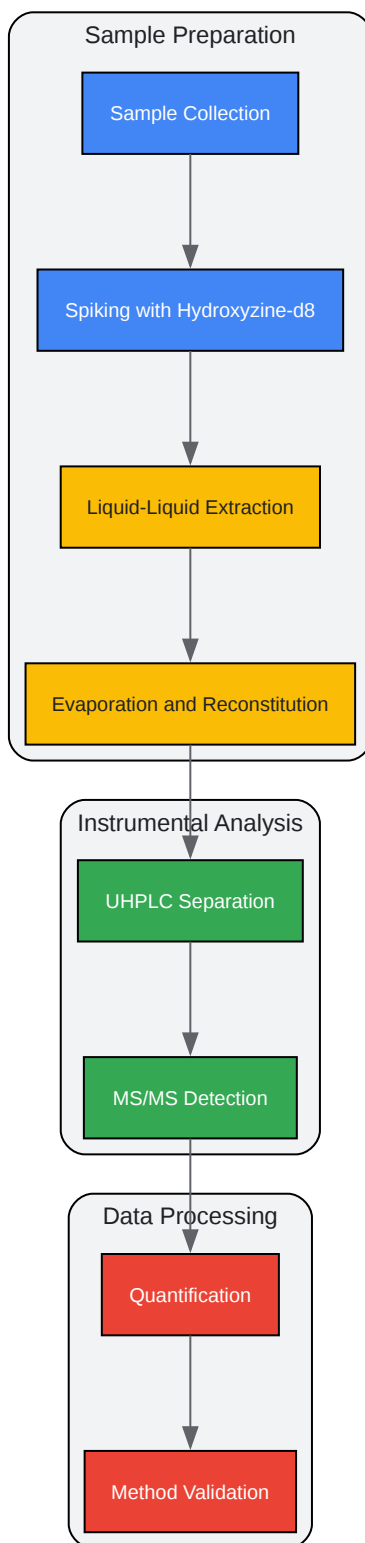 Sample Preparation
Sample Collection
Spiking with Hydroxyzine-d8
Liquid-Liquid Extraction
Evaporation and Reconstitution
Instrumental Analysis
UHPLC Separation
MS/MS Detection
Data Processing
Quantification
Method Validation